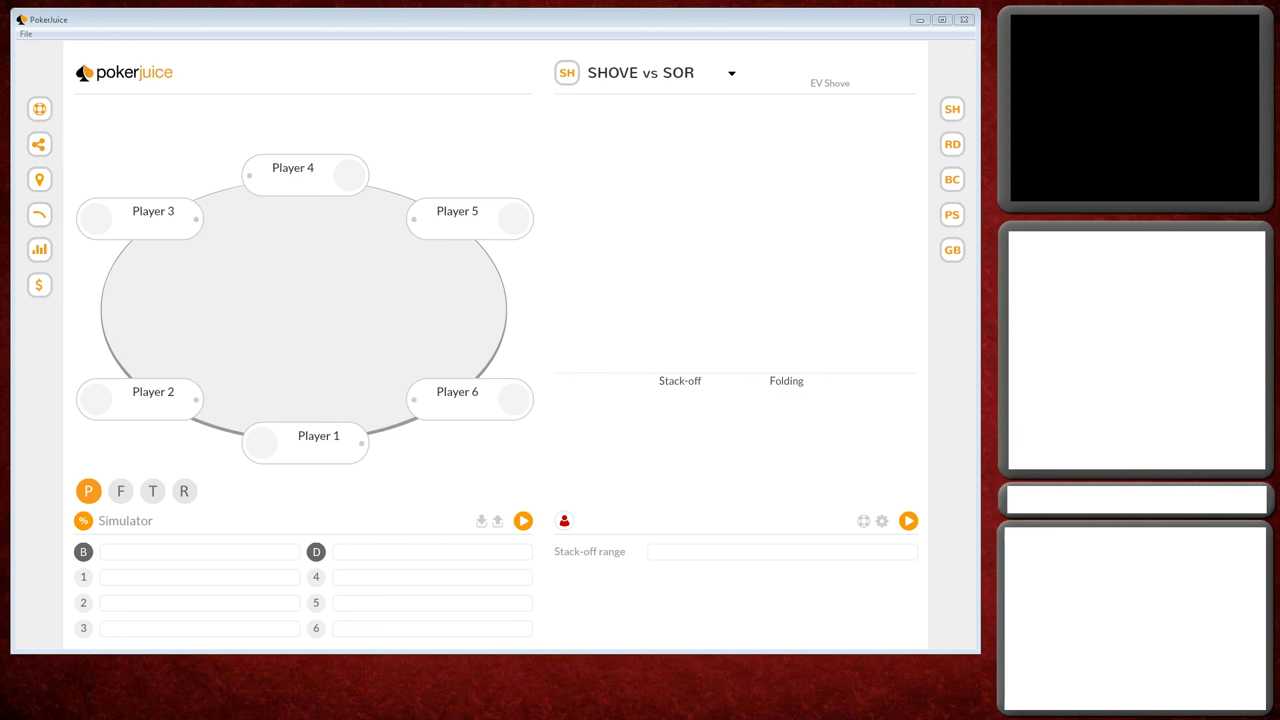 PokerJuice
File
pokerjuice
SH SHOVE vs SOR
EV Shove
SH
RD
BC
PS
GB
$
Player 4
Player 3
Player 5
Player 2
Player 6
Player 1
Stack-off Folding
P F T R
% Simulator
Stack-off range
B D
1 4
2 5
3 6